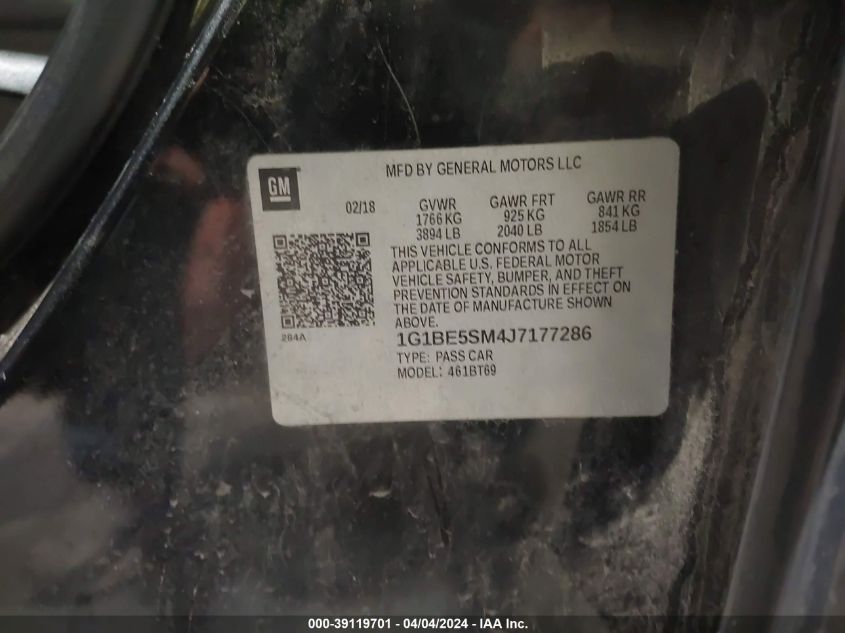 MFD BY GENERAL MOTORS LLC
GM
02/18
GVWR GAWR FRT GAWR RR
1766 KG 925 KG 841 KG
3894 LB 2040 LB 1854 LB
THIS VEHICLE CONFORMS TO ALL
APPLICABLE U.S. FEDERAL MOTOR
VEHICLE SAFETY, BUMPER, AND THEFT
PREVENTION STANDARDS IN EFFECT ON
THE DATE OF MANUFACTURE SHOWN
ABOVE.
284A
1G1BE5SM4J7177286
TYPE: PASS CAR
MODEL: 461BT69
000-39119701 - 04/04/2024 - IAA Inc.